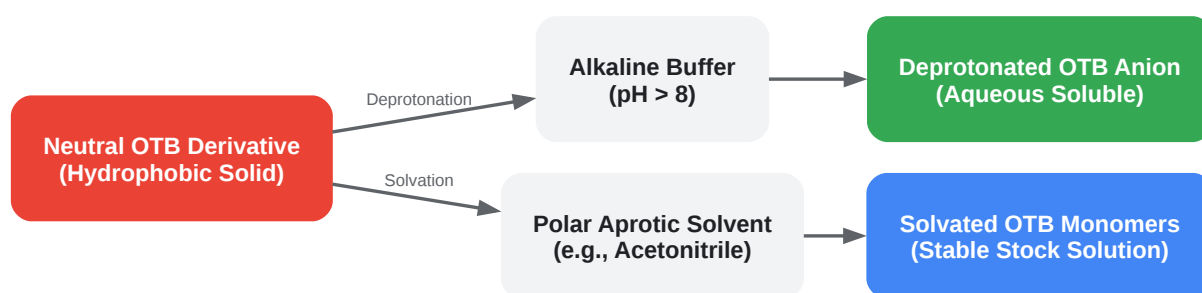 Neutral OTB Derivative
(Hydrophobic Solid)
Deprotonation
Alkaline Buffer
(pH > 8)
Deprotonated OTB Anion
(Aqueous Soluble)
Solvation
Polar Aprotic Solvent
(e.g., Acetonitrile)
Solvated OTB Monomers
(Stable Stock Solution)